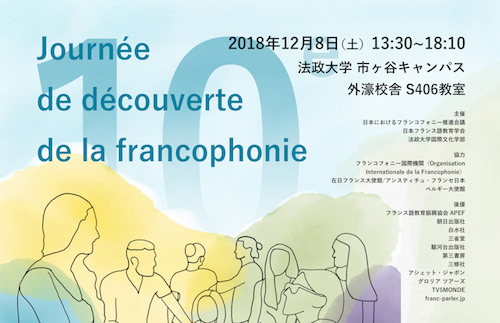 10e
Journée
de découverte
de la francophonie
2018年12月8日（土） 13:30~18:10
法政大学 市ヶ谷キャンパス
外濠校舎 S406教室
主催
日本におけるフランコフォニー推進会議
日本フランス語教育学会
法政大学国際文化学部
協力
フランコフォニー国際機関（Organisation
Internationale de la Francophonie）
在日フランス大使館/アンスティチュ・フランセ日本
ベルギー大使館
後援
フランス語教育振興協会 APEF
朝日出版社
白水社
三省堂
駿河台出版社
第三書房
三修社
アシェット・ジャポン
グロリア ツアーズ
TV5MONDE
franc-parler.jp